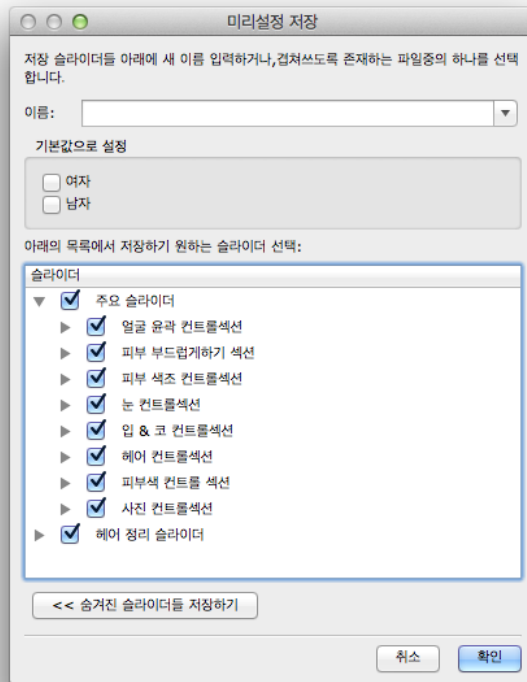 미리설정 저장
저장 슬라이더들 아래에 새 이름 입력하거나,겹쳐쓰도록 존재하는 파일중의 하나를 선택
합니다.
이름:
기본값으로 설정
여자
남자
아래의 목록에서 저장하기 원하는 슬라이더 선택:
슬라이더
주요 슬라이더
얼굴 윤곽 컨트롤섹션
피부 부드럽게하기 섹션
피부 색조 컨트롤섹션
눈 컨트롤섹션
입 & 코 컨트롤섹션
헤어 컨트롤섹션
피부색 컨트롤 섹션
사진 컨트롤섹션
헤어 정리 슬라이더
<< 숨겨진 슬라이더들 저장하기
취소
확인